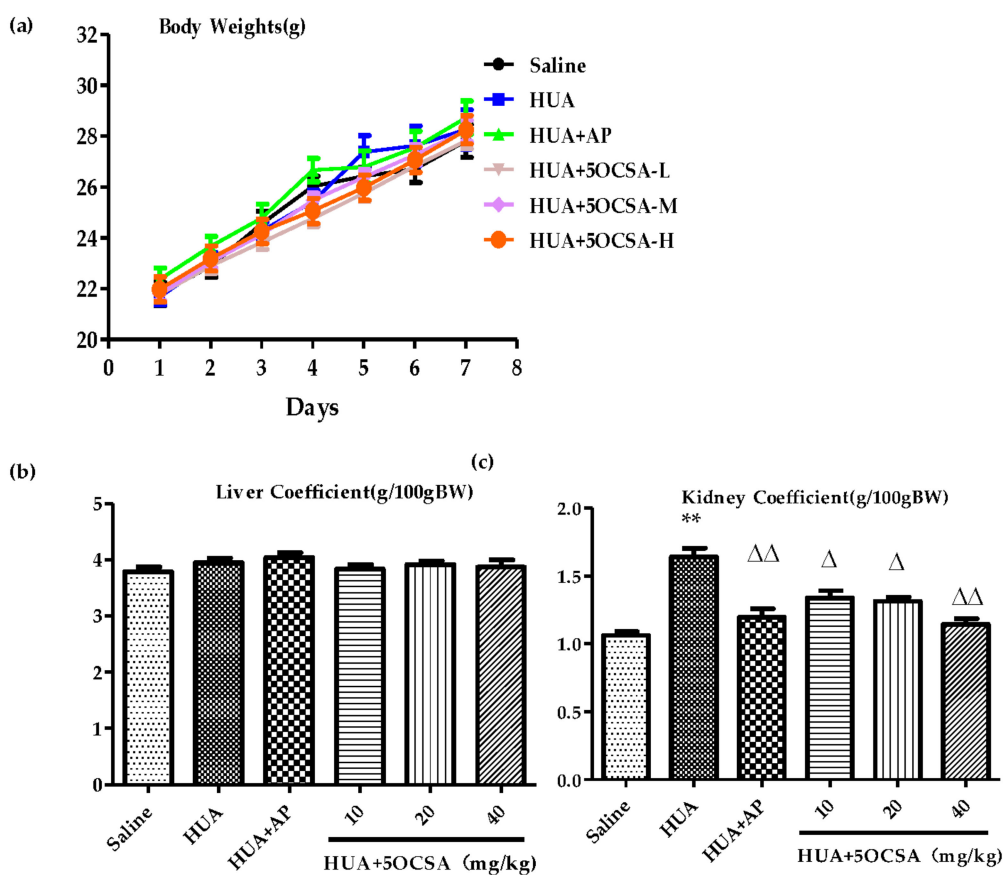 (a)
Body Weights(g)
32
30
28
26
24
22
20
0 1 2 3 4 5 6 7 8
Days
Saline
HUA
HUA+AP
HUA+5OCSA-L
HUA+5OCSA-M
HUA+5OCSA-H
(b)
Liver Coefficient(g/100gBW)
5
4
3
2
1
0
Saline HUA HUA+AP 10 20 40
HUA+5OCSA (mg/kg)
(c)
Kidney Coefficient(g/100gBW)
2.0
1.5
1.0
0.5
0.0
** ΔΔ Δ Δ ΔΔ
Saline HUA HUA+AP 10 20 40
HUA+5OCSA (mg/kg)